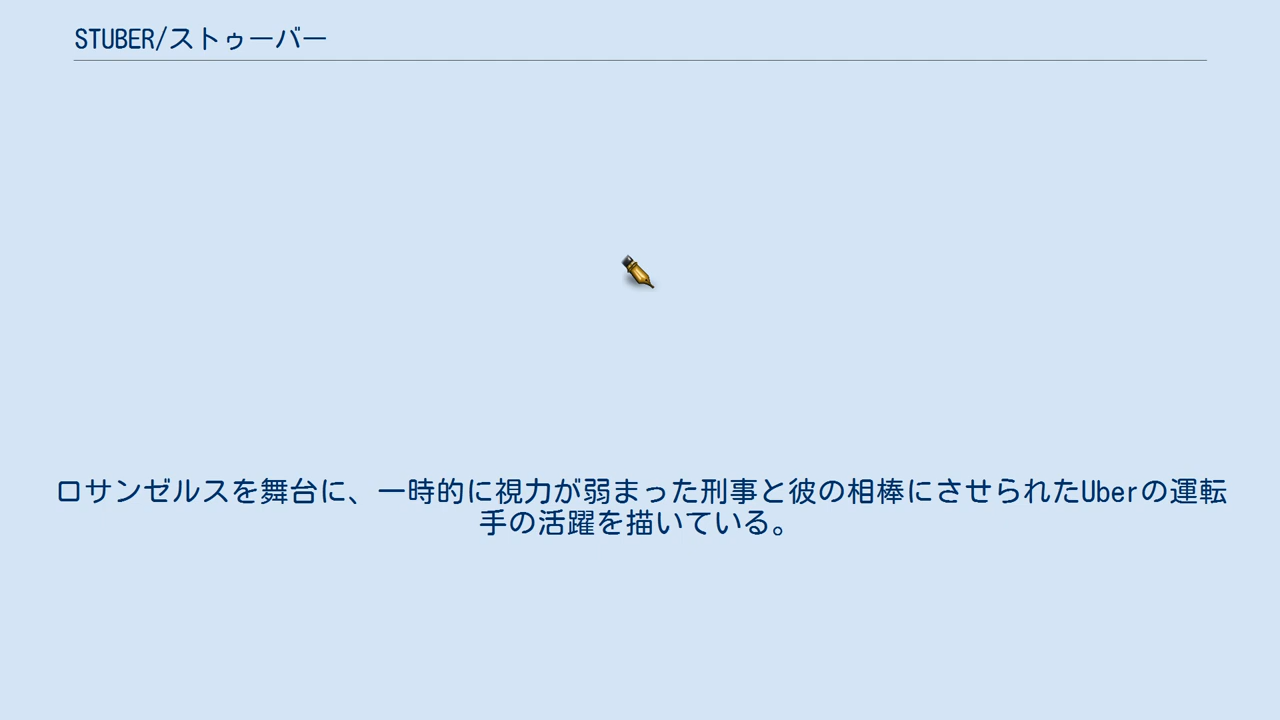 STUBER/ストゥーバー
ロサンゼルスを舞台に、一時的に視力が弱まった刑事と彼の相棒にさせられたUberの運転
手の活躍を描いている。